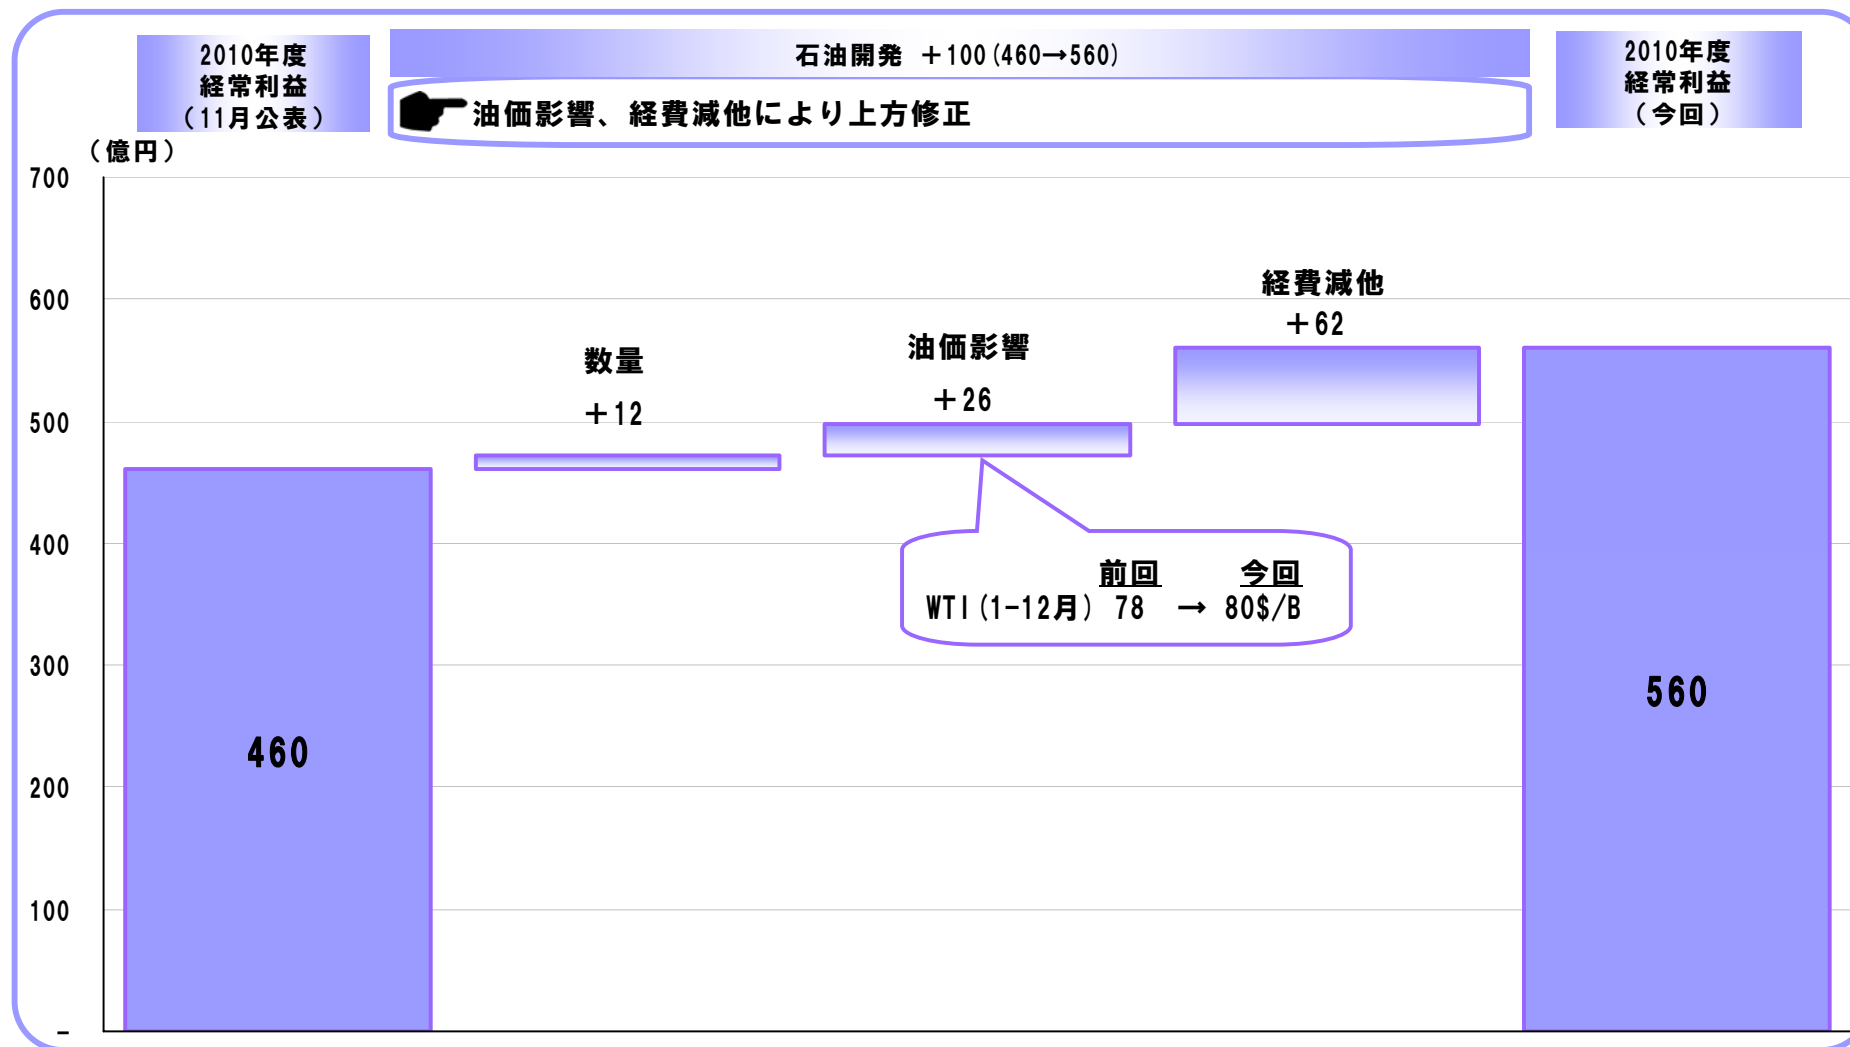 2010年度
経常利益
（11月公表）
石油開発 ＋100(460→560)
油価影響、経費減他により上方修正
2010年度
経常利益
（今回）
（億円）
700
600
500
400
300
200
100
－
460
数量
＋12
油価影響
＋26
経費減他
＋62
560
前回 今回
WTI(1-12月) 78 → 80$/B